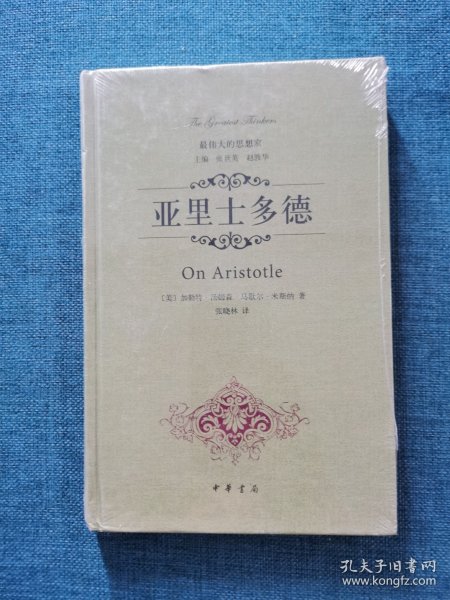 The Greatest Thinkers
最伟大的思想家
主编 张世英 赵敦华
亚里士多德
On Aristotle
〔美〕加勒特·汤姆森 马歇尔·米斯纳 著
张晓林 译
中华书局
孔夫子旧书网
www.kongfz.com